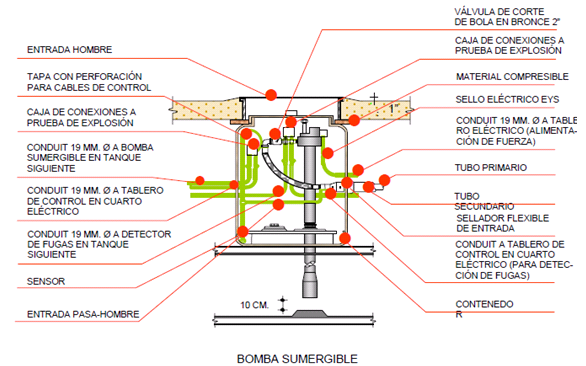 VÁLVULA DE CORTE
DE BOLA EN BRONCE 2"
ENTRADA HOMBRE
CAJA DE CONEXIONES A
PRUEBA DE EXPLOSIÓN
TAPA CON PERFORACIÓN
PARA CABLES DE CONTROL
MATERIAL COMPRESIBLE
1"
SELLO ELÉCTRICO EYS
CAJA DE CONEXIONES A
PRUEBA DE EXPLOSIÓN
CONDUIT 19 MM. Ø A TABLE
RO ELÉCTRICO (ALIMENTA-
CIÓN DE FUERZA)
CONDUIT 19 MM. Ø A BOMBA
SUMERGIBLE EN TANQUE
SIGUIENTE
TUBO PRIMARIO
CONDUIT 19 MM. Ø A TABLERO
DE CONTROL EN CUARTO
ELÉCTRICO
TUBO
SECUNDARIO
SELLADOR FLEXIBLE
DE ENTRADA
CONDUIT 19 MM. Ø A DETECTOR
DE FUGAS EN TANQUE
SIGUIENTE
CONDUIT A TABLERO DE
CONTROL EN CUARTO
ELÉCTRICO (PARA DETEC-
CIÓN DE FUGAS)
SENSOR
10 CM.
CONTENEDO
R
ENTRADA PASA-HOMBRE
BOMBA SUMERGIBLE